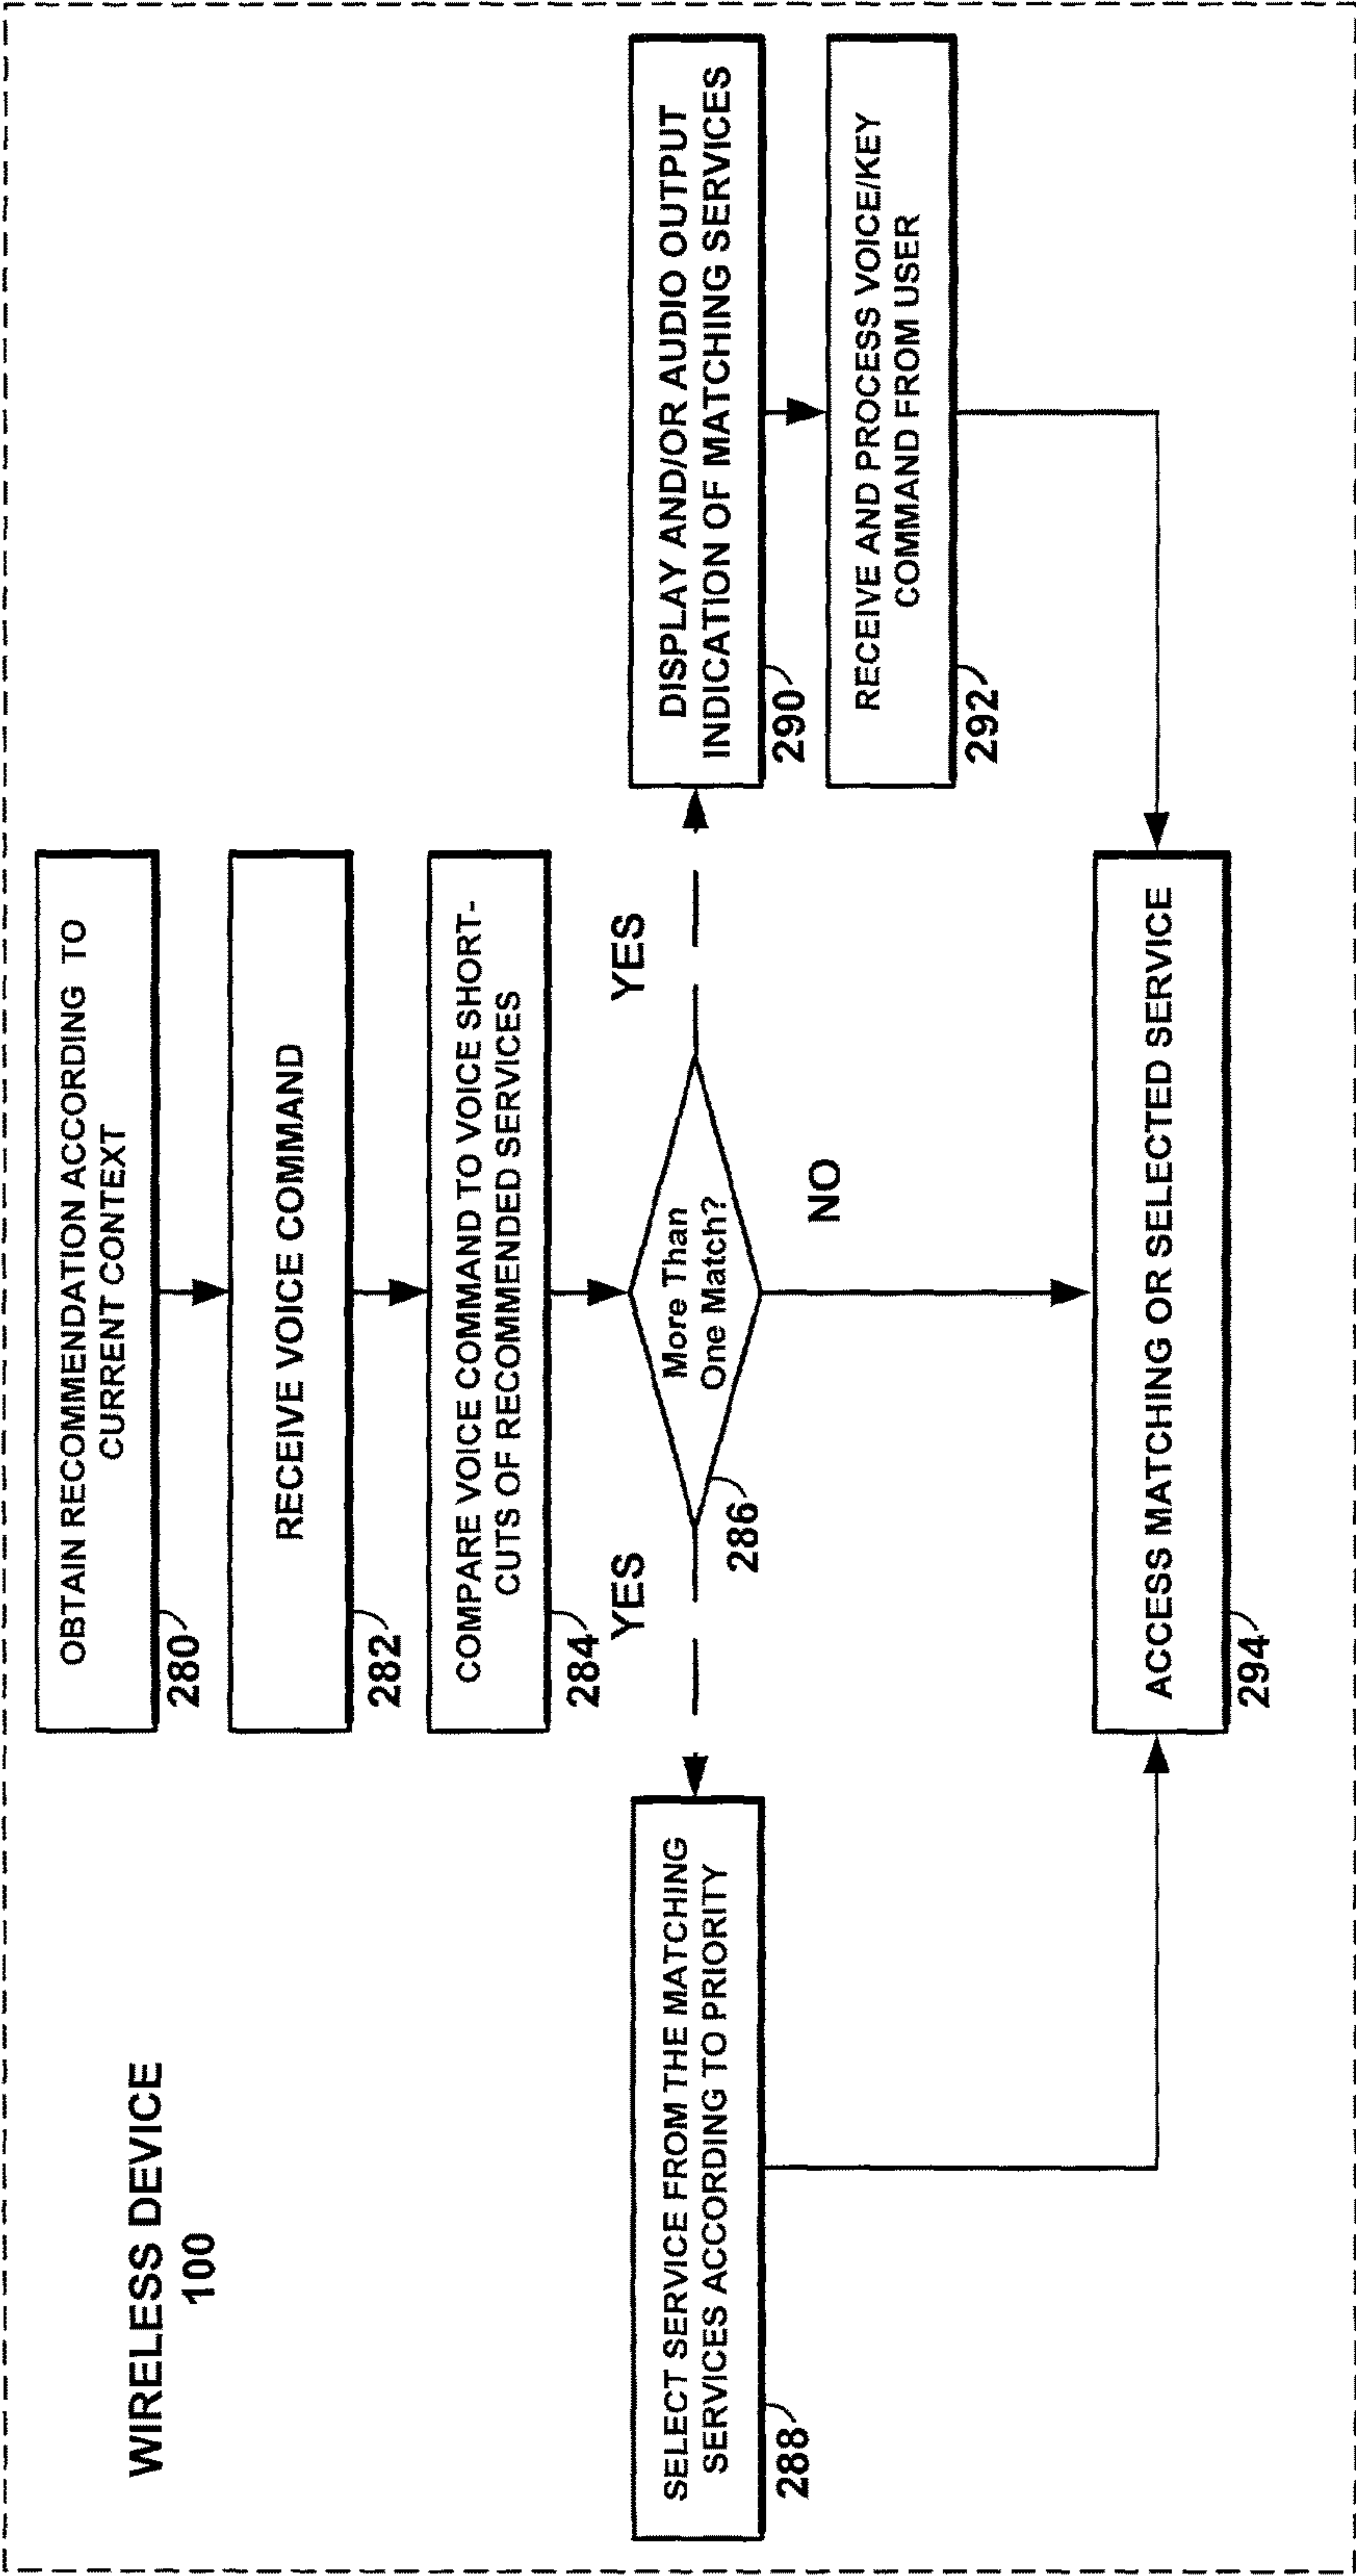 WIRELESS DEVICE
100
OBTAIN RECOMMENDATION ACCORDING TO
CURRENT CONTEXT
280
RECEIVE VOICE COMMAND
282
COMPARE VOICE COMMAND TO VOICE SHORT-
CUTS OF RECOMMENDED SERVICES
284
More Than
One Match?
286
YES
YES
NO
SELECT SERVICE FROM THE MATCHING
SERVICES ACCORDING TO PRIORITY
288
DISPLAY AND/OR AUDIO OUTPUT
INDICATION OF MATCHING SERVICES
290
RECEIVE AND PROCESS VOICE/KEY
COMMAND FROM USER
292
ACCESS MATCHING OR SELECTED SERVICE
294